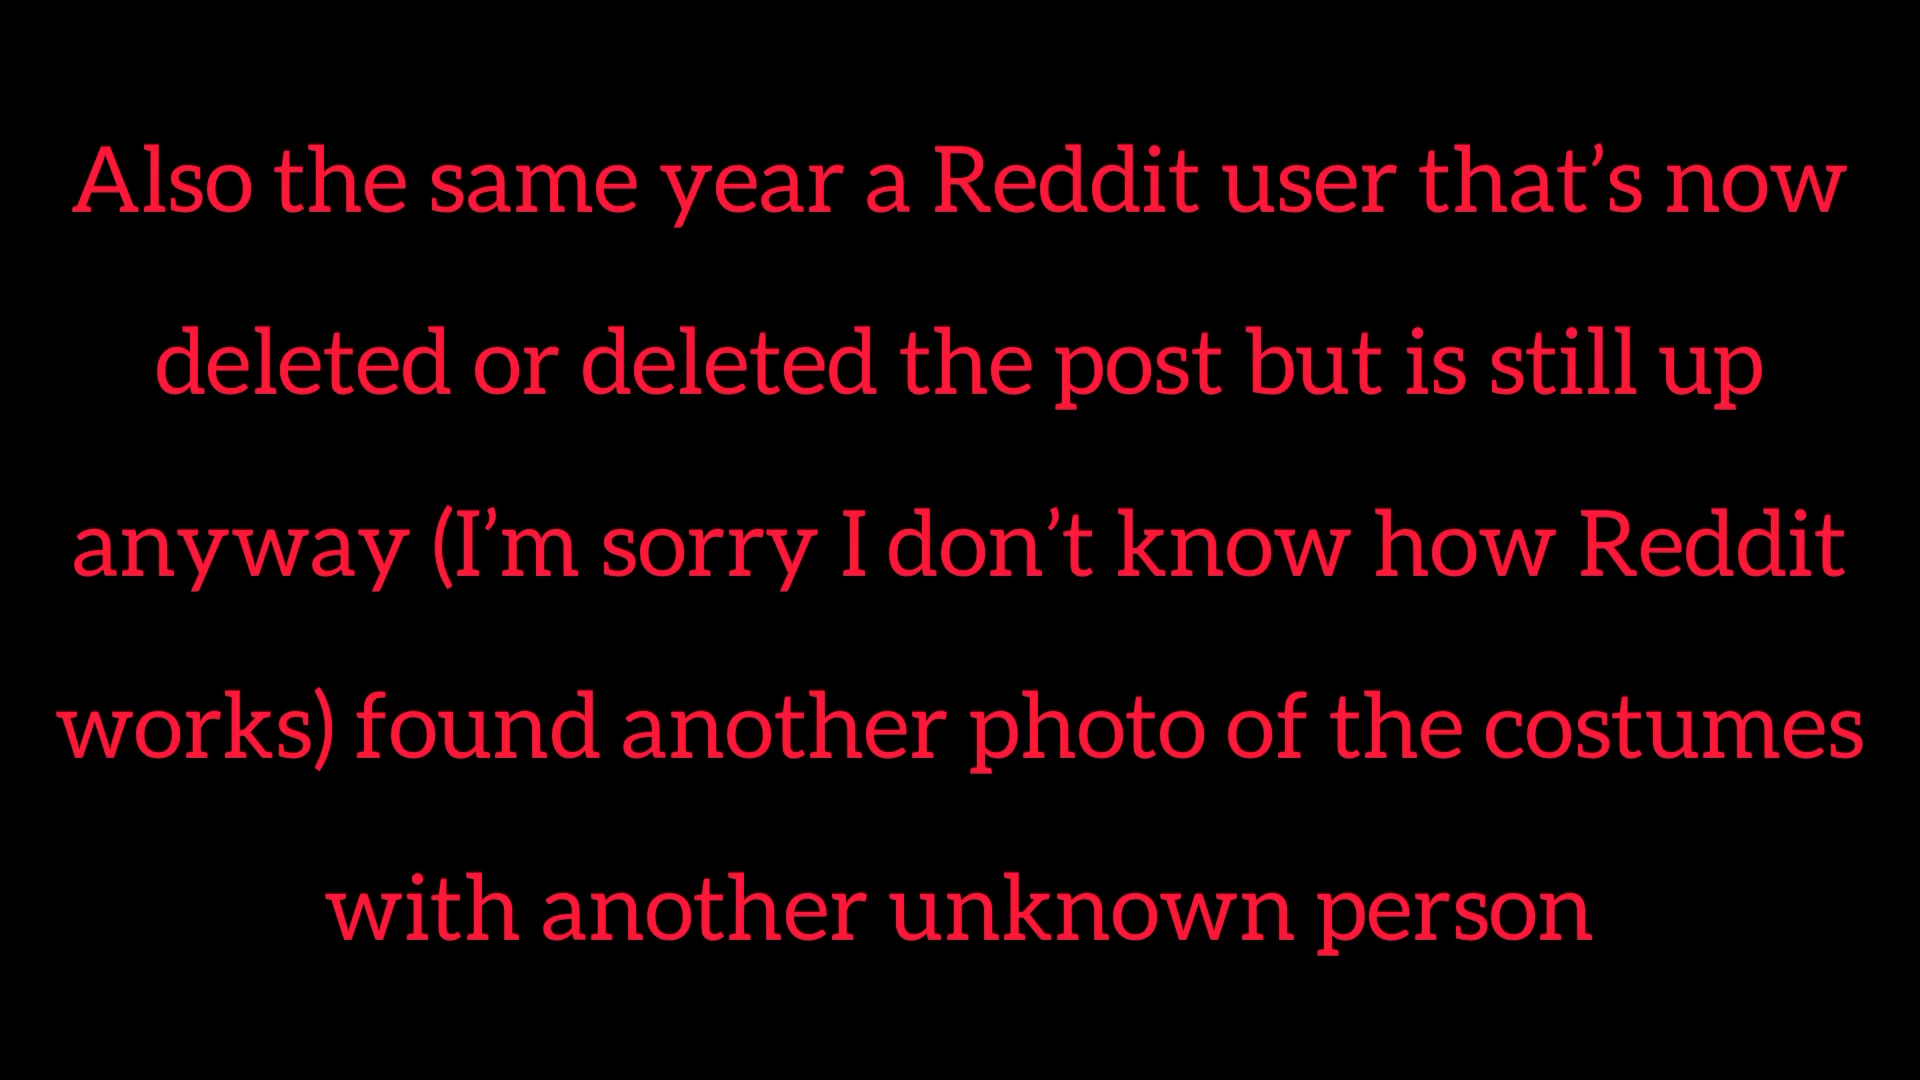 Also the same year a Reddit user that’s now
deleted or deleted the post but is still up
anyway (I’m sorry I don’t know how Reddit
works) found another photo of the costumes
with another unknown person